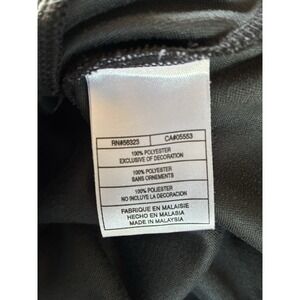 RN#56323 CA#05553
100% POLYESTER
EXCLUSIVE OF DECORATION
100% POLYESTER
SANS ORNEMENTS
100% POLIESTER
NO INCLUYE LA DECORACION
FABRIQUE EN MALAISIE
HECHO EN MALASIA
MADE IN MALAYSIA